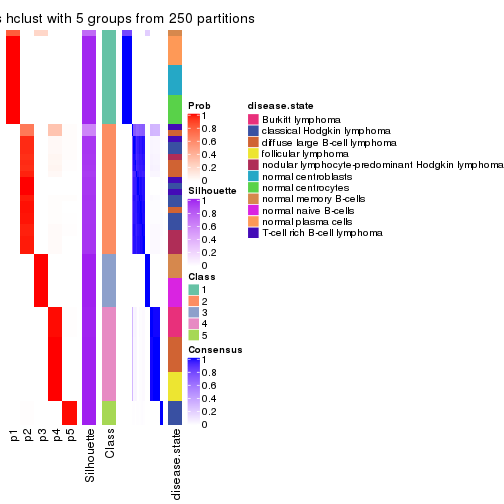 s hclust with 5 groups from 250 partitions
Prob
1
0.8
0.6
0.4
0.2
0
Silhouette
1
0.8
0.6
0.4
0.2
0
Class
1
2
3
4
5
Consensus
1
0.8
0.6
0.4
0.2
0
disease.state
Burkitt lymphoma
classical Hodgkin lymphoma
diffuse large B-cell lymphoma
follicular lymphoma
nodular lymphocyte-predominant Hodgkin lymphoma
normal centroblasts
normal centrocytes
normal memory B-cells
normal naive B-cells
normal plasma cells
T-cell rich B-cell lymphoma
p1
p2
p3
p4
p5
Silhouette
Class
disease.state